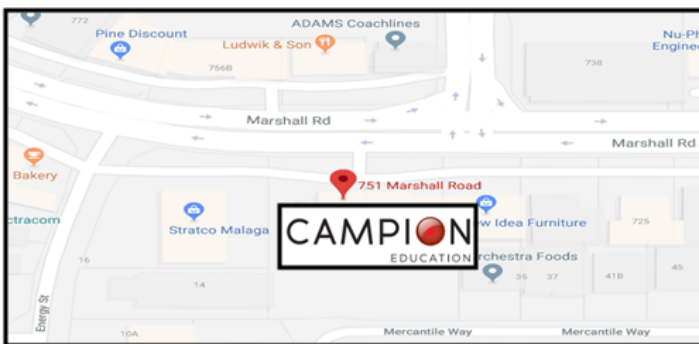 772
ADAMS Coachlines
Pine Discount
Ludwik & Son
Nu-Ph
Enginee
756B
738
Marshall Rd
Marshall Rd
Bakery
751 Marshall Road
ctracom
Stratco Malaga
CAMPION
EDUCATION
ew Idea Furniture
725
rchestra Foods
16
14
35
37
41B
45
Energy St
10A
Mercantile Way
Mercantile Way